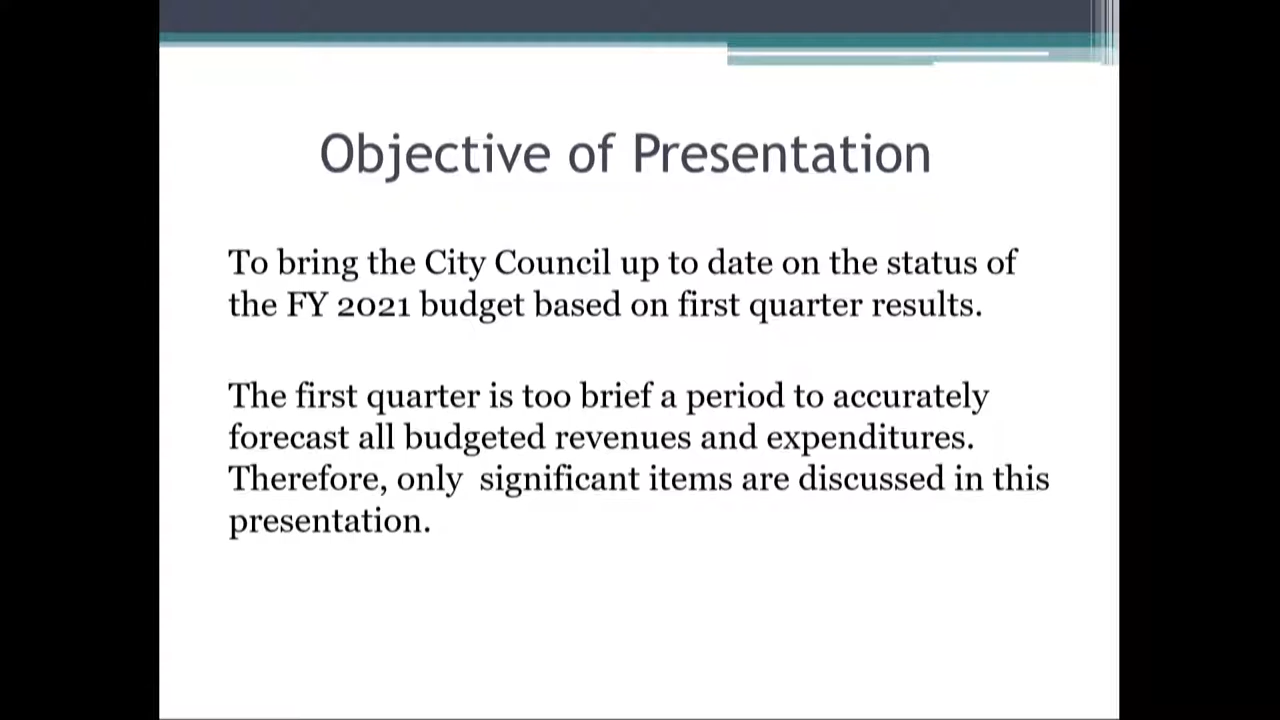 Objective of Presentation
To bring the City Council up to date on the status of
the FY 2021 budget based on first quarter results.
The first quarter is too brief a period to accurately
forecast all budgeted revenues and expenditures.
Therefore, only  significant items are discussed in this
presentation.